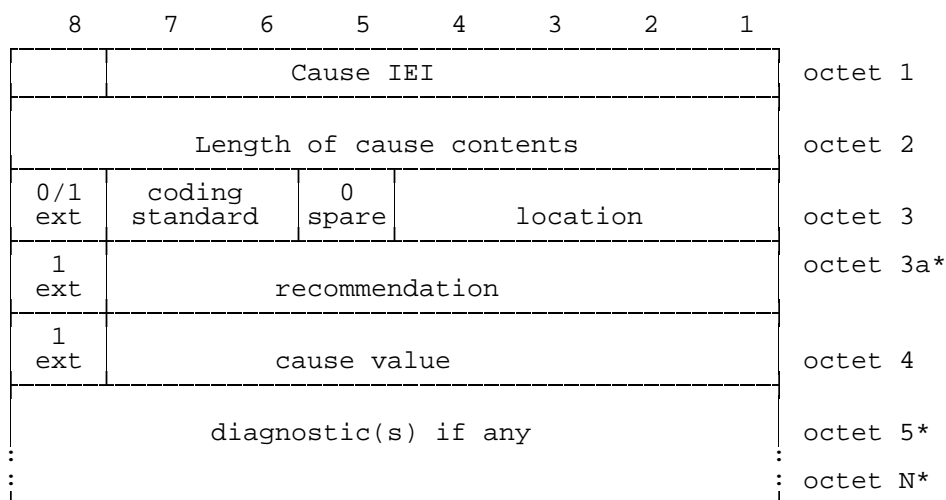 8 7 6 5 4 3 2 1
Cause IEI octet 1
Length of cause contents octet 2
0/1 coding 0
ext standard spare location octet 3
1 octet 3a*
ext recommendation
1
ext cause value octet 4
diagnostic(s) if any octet 5*
: :
: : octet N*